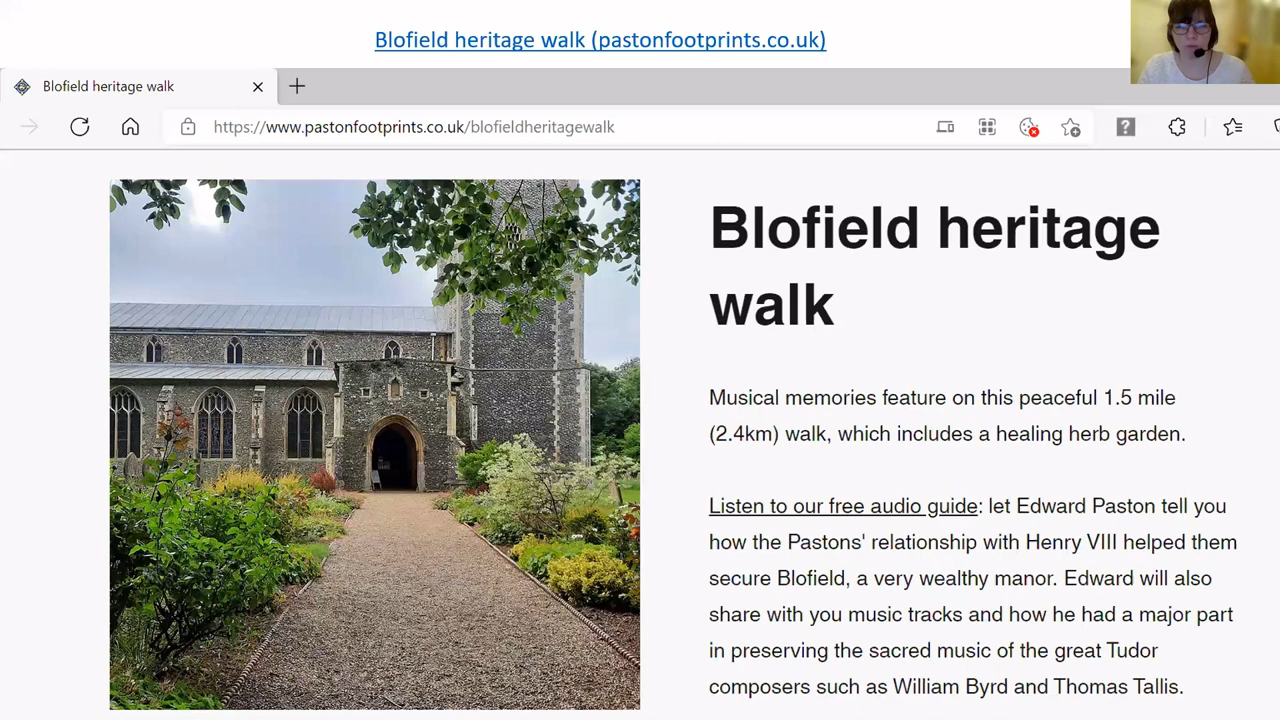 Blofield heritage walk (pastonfootprints.co.uk)
Blofield heritage walk
https://www.pastonfootprints.co.uk/blofieldheritagewalk
Blofield heritage
walk
Musical memories feature on this peaceful 1.5 mile
(2.4km) walk, which includes a healing herb garden.
Listen to our free audio guide: let Edward Paston tell you
how the Pastons' relationship with Henry VIII helped them
secure Blofield, a very wealthy manor. Edward will also
share with you music tracks and how he had a major part
in preserving the sacred music of the great Tudor
composers such as William Byrd and Thomas Tallis.